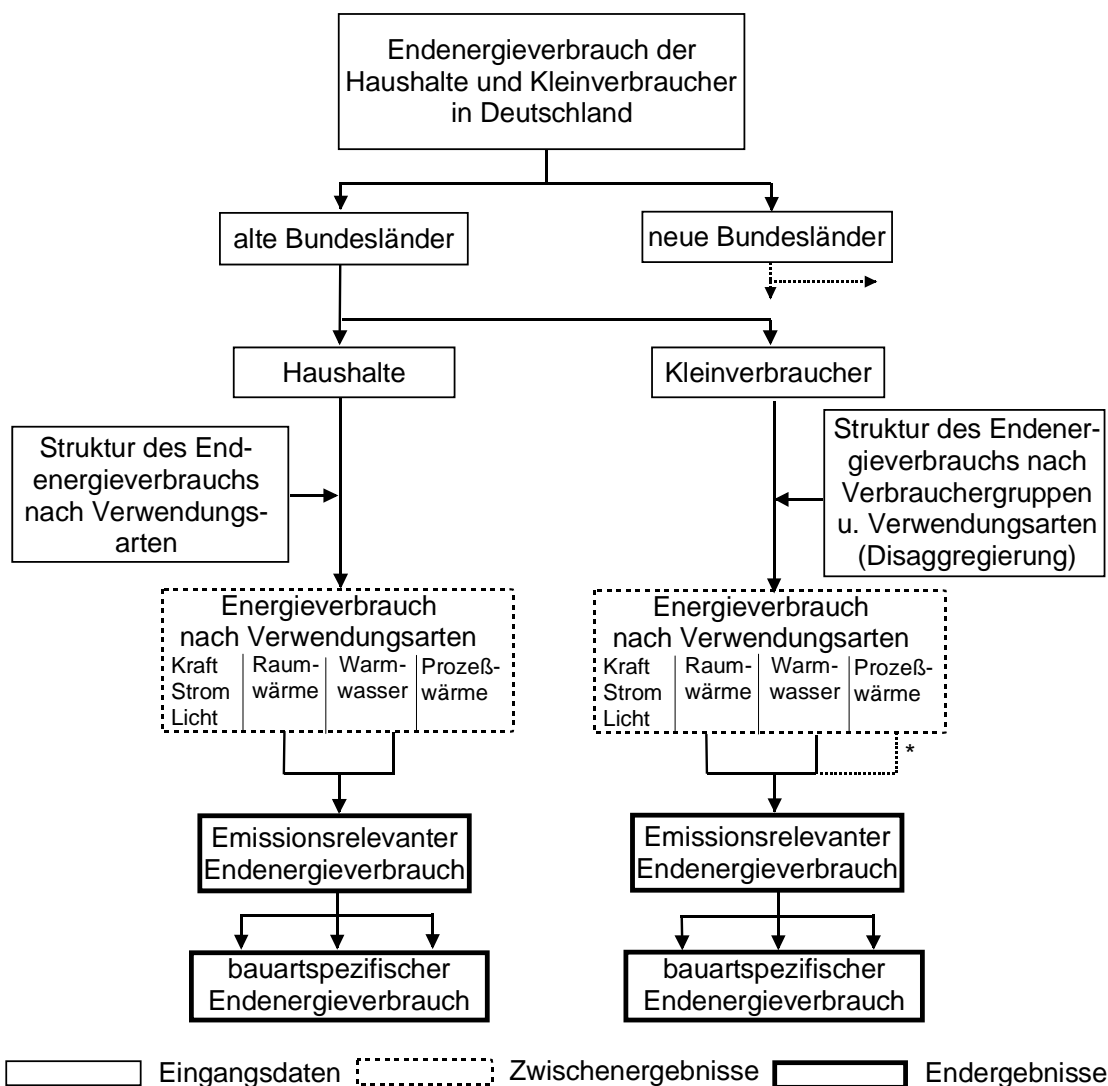 Endenergieverbrauch der
Haushalte und Kleinverbraucher
in Deutschland
alte Bundesländer
neue Bundesländer
Haushalte
Kleinverbraucher
Struktur des End-
energieverbrauchs
nach Verwendungs-
arten
Struktur des Endener-
gieverbrauchs nach
Verbrauchergruppen
u. Verwendungsarten
(Disaggregierung)
Energieverbrauch
nach Verwendungsarten
Kraft
Strom
Licht
Raum-
wärme
Warm-
wasser
Prozeß-
wärme
Energieverbrauch
nach Verwendungsarten
Kraft
Strom
Licht
Raum-
wärme
Warm-
wasser
Prozeß-
wärme
*
Emissionsrelevanter
Endenergieverbrauch
Emissionsrelevanter
Endenergieverbrauch
bauartspezifischer
Endenergieverbrauch
bauartspezifischer
Endenergieverbrauch
Eingangsdaten
Zwischenergebnisse
Endergebnisse